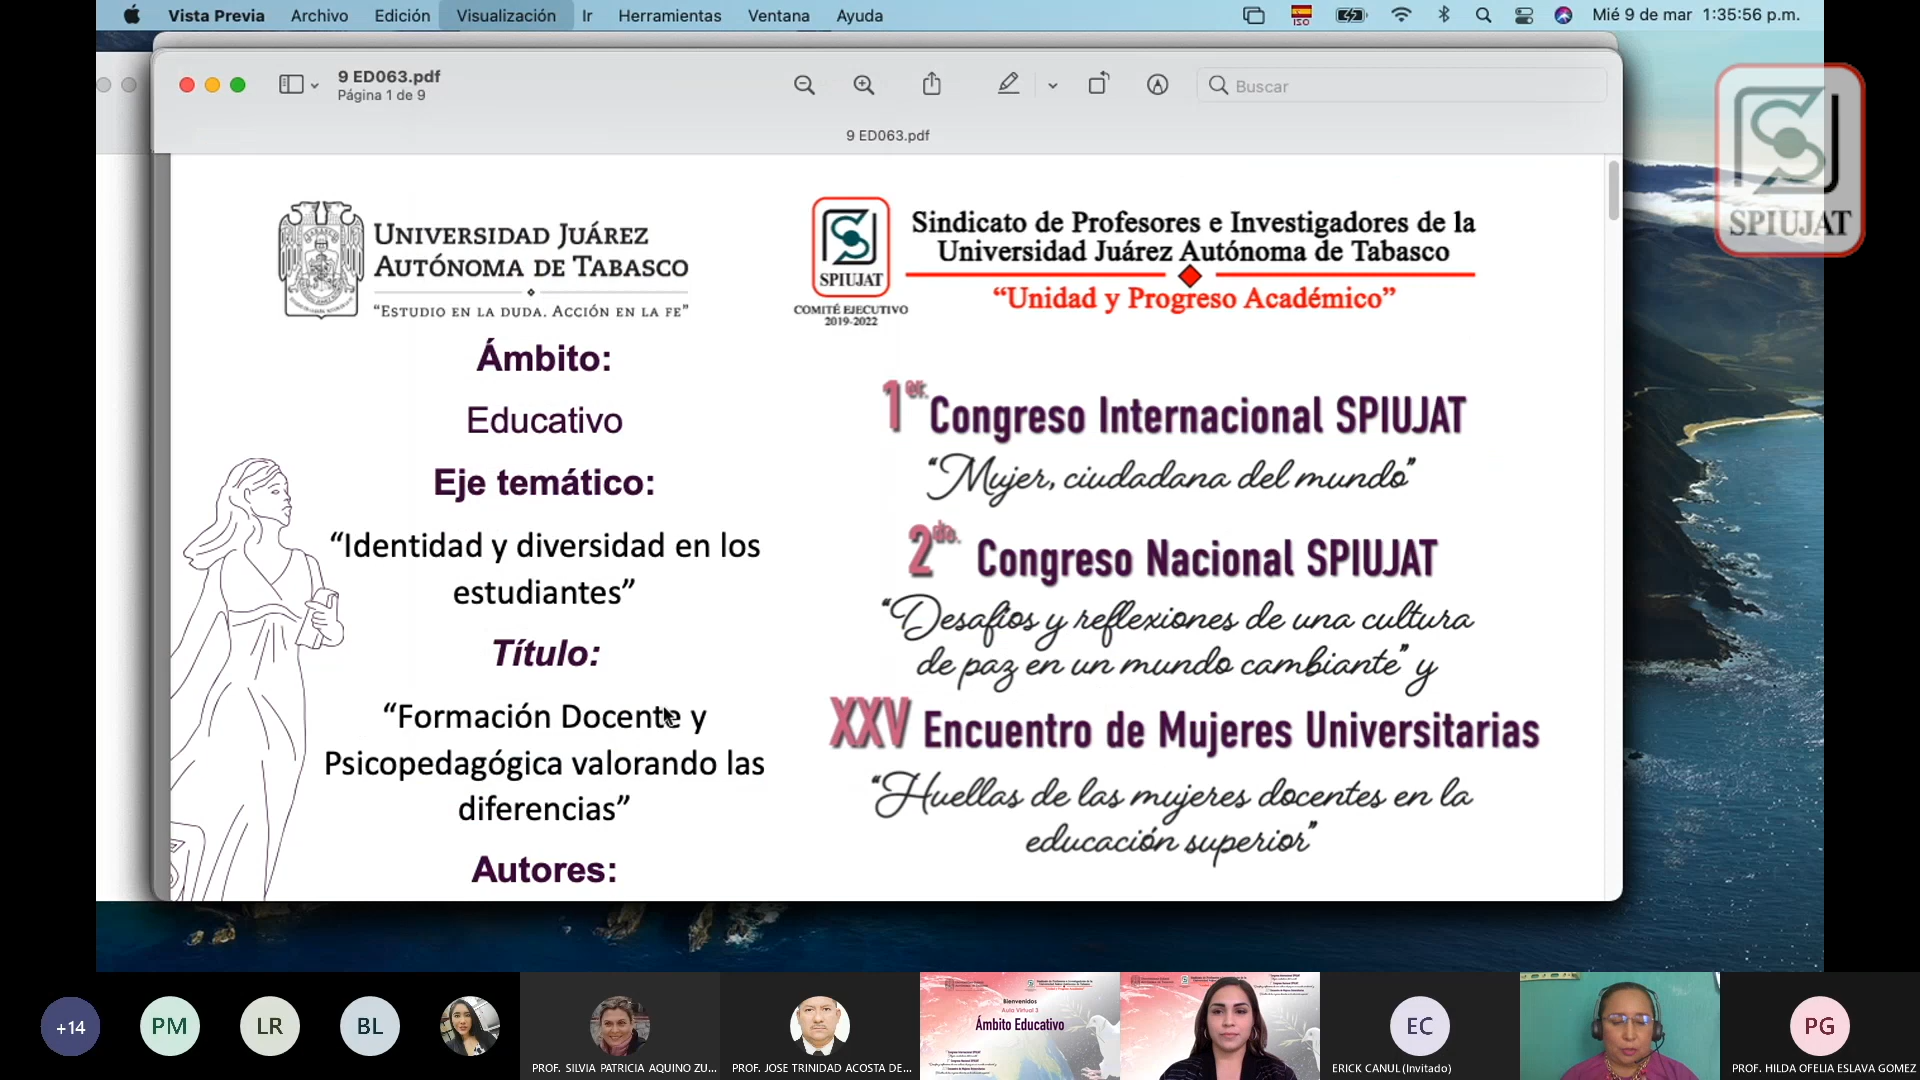 Vista Previa Archivo Edición Visualización Ir Herramientas Ventana Ayuda
ISO
Mié 9 de mar 1:35:56 p.m.
9 ED063.pdf
Página 1 de 9
Buscar
9 ED063.pdf
SPIUJAT
UNIVERSIDAD JUÁREZ
AUTÓNOMA DE TABASCO
“ESTUDIO EN LA DUDA. ACCIÓN EN LA FE”
SPIUJAT
COMITÉ EJECUTIVO
2019-2022
Sindicato de Profesores e Investigadores de la
Universidad Juárez Autónoma de Tabasco
“Unidad y Progreso Académico”
Ámbito:
Educativo
Eje temático:
“Identidad y diversidad en los
estudiantes”
Título:
“Formación Docente y
Psicopedagógica valorando las
diferencias”
Autores:
1er. Congreso Internacional SPIUJAT
“Mujer, ciudadana del mundo”
2do. Congreso Nacional SPIUJAT
“Desafíos y reflexiones de una cultura
de paz en un mundo cambiante” y
XXV Encuentro de Mujeres Universitarias
“Huellas de las mujeres docentes en la
educación superior”
+14
PM
LR
BL
PROF. SILVIA PATRICIA AQUINO ZU...
PROF. JOSE TRINIDAD ACOSTA DE...
Bienvenidos
Aula Virtual 3
Ámbito Educativo
EC
ERICK CANUL (Invitado)
PG
PROF. HILDA OFELIA ESLAVA GOMEZ